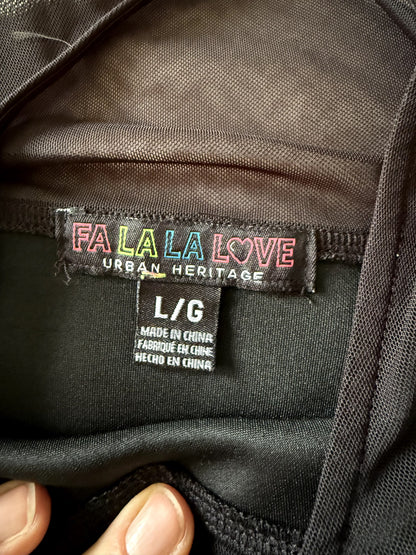 FA LA LA LOVE
URBAN HERITAGE
L/G
MADE IN CHINA
FABRIQUÉ EN CHINE
HECHO EN CHINA